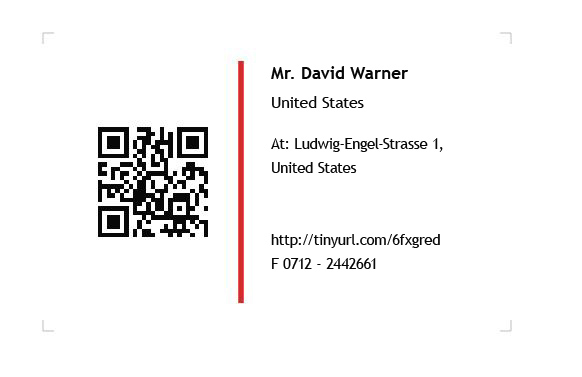 Mr. David Warner
United States
At: Ludwig-Engel-Strasse 1,
United States
http://tinyurl.com/6fxgred
F 0712 - 2442661